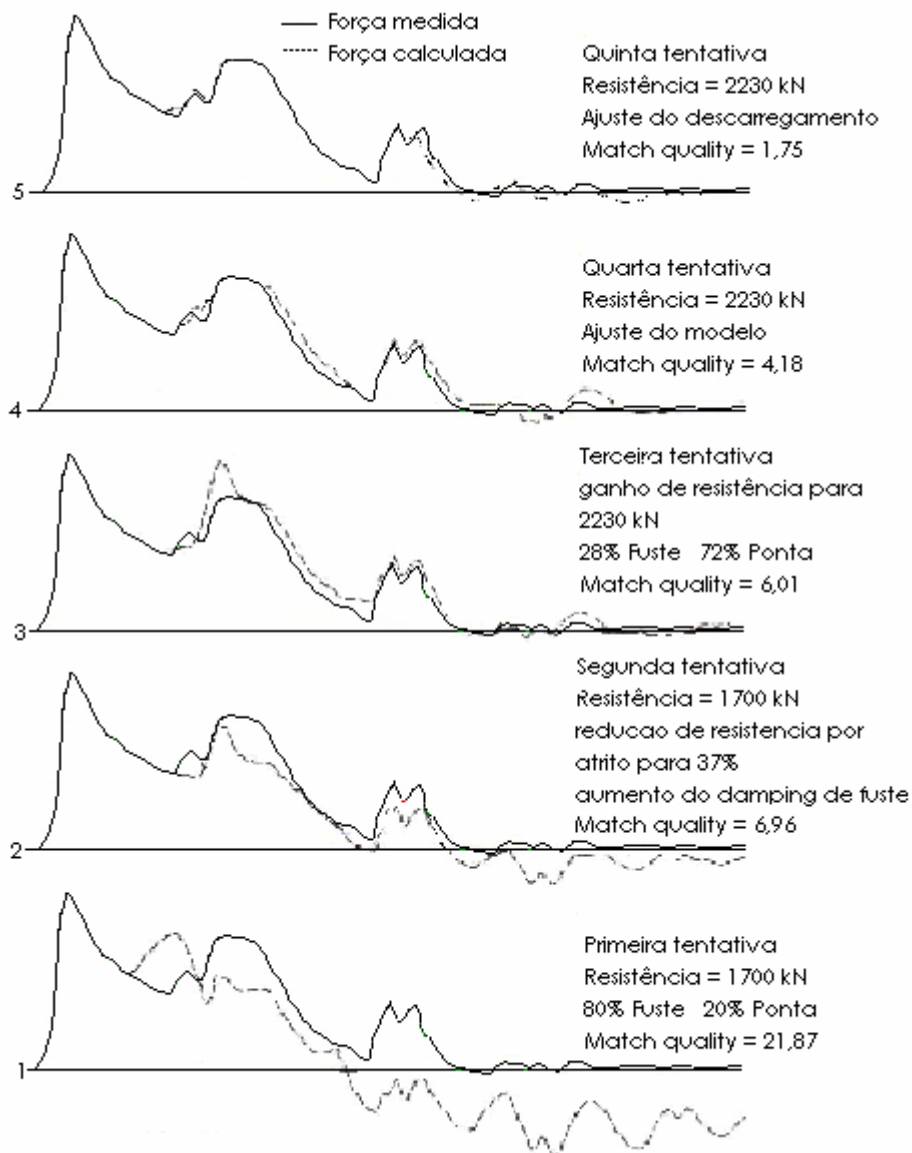 Força medida
Força calculada
Quinta tentativa
Resistência = 2230 kN
Ajuste do descarregamento
Match quality = 1,75
5
Quarta tentativa
Resistência = 2230 kN
Ajuste do modelo
Match quality = 4,18
4
Terceira tentativa
ganho de resistência para
2230 kN
28% Fuste 72% Ponta
Match quality = 6,01
3
Segunda tentativa
Resistência = 1700 kN
reducao de resistencia por
atrito para 37%
aumento do damping de fuste
Match quality = 6,96
2
Primeira tentativa
Resistência = 1700 kN
80% Fuste 20% Ponta
Match quality = 21,87
1